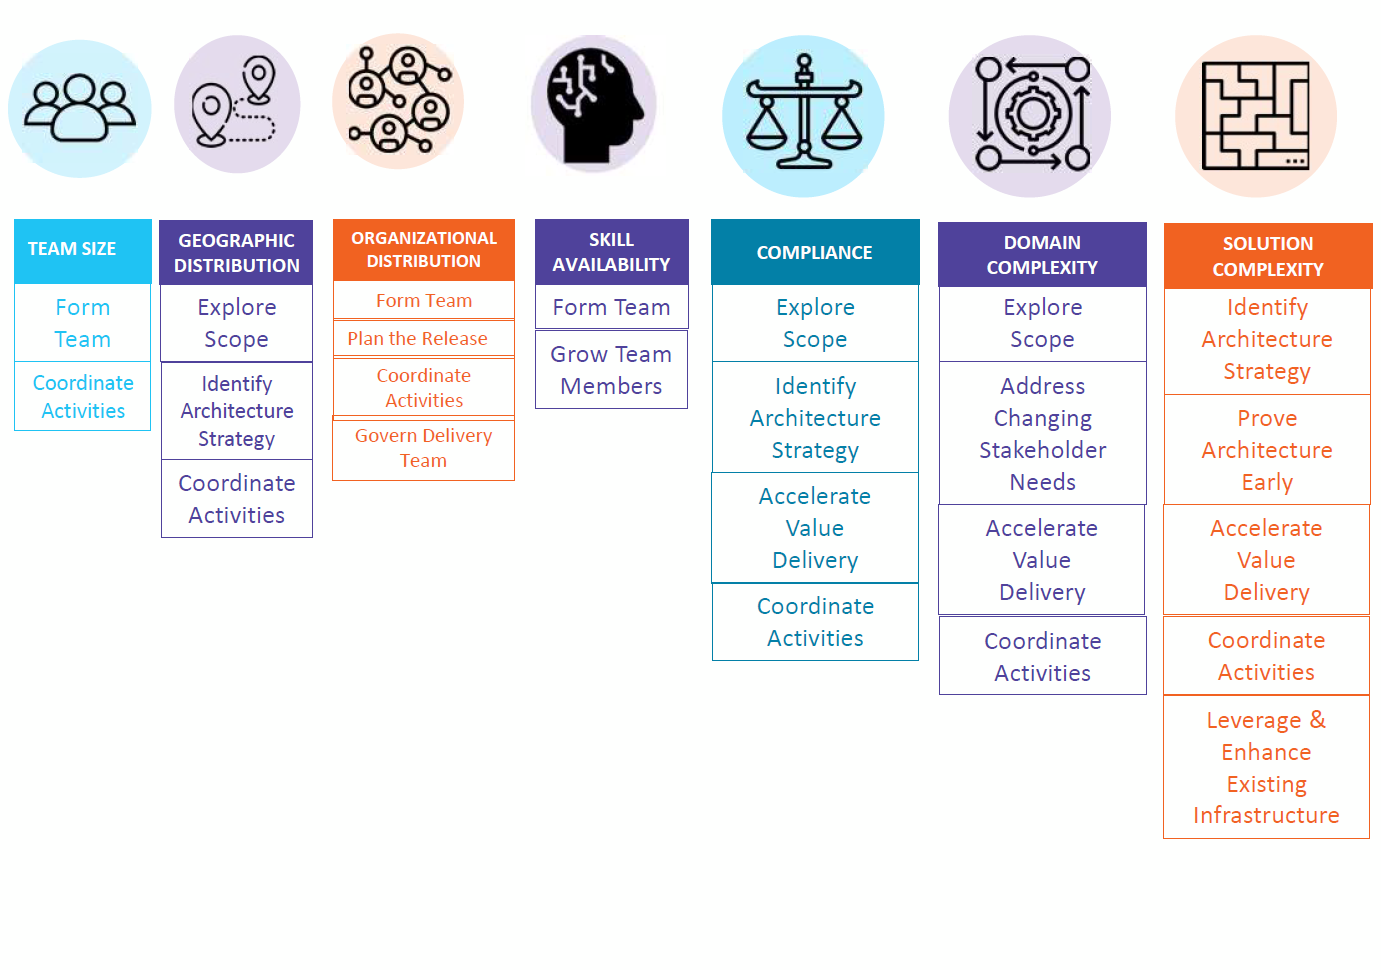 TEAM SIZE
Form
Team
Coordinate
Activities
GEOGRAPHIC
DISTRIBUTION
Explore
Scope
Identify
Architecture
Strategy
Coordinate
Activities
ORGANIZATIONAL
DISTRIBUTION
Form Team
Plan the Release
Coordinate
Activities
Govern Delivery
Team
SKILL
AVAILABILITY
Form Team
Grow Team
Members
COMPLIANCE
Explore
Scope
Identify
Architecture
Strategy
Accelerate
Value
Delivery
Coordinate
Activities
DOMAIN
COMPLEXITY
Explore
Scope
Address
Changing
Stakeholder
Needs
Accelerate
Value
Delivery
Coordinate
Activities
SOLUTION
COMPLEXITY
Identify
Architecture
Strategy
Prove
Architecture
Early
Accelerate
Value
Delivery
Coordinate
Activities
Leverage &
Enhance
Existing
Infrastructure